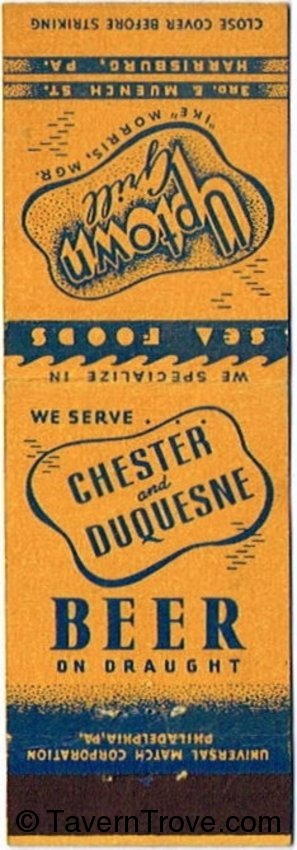 CLOSE COVER BEFORE STRIKING
HARRISBURG, PA.
3RD. & MUENCH ST.
"IKE" MORRIS, MGR.
Uptown
Grill
WE SPECIALIZE IN
SEA FOODS
WE SERVE . . .
CHESTER
and
DUQUESNE
BEER
ON DRAUGHT
UNIVERSAL MATCH CORPORATION
PHILADELPHIA, PA.
© TavernTrove.com